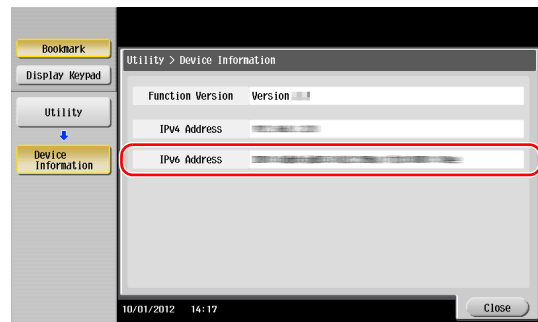 Bookmark
Display Keypad
Utility
Device
Information
Utility > Device Information
Function Version Version
IPv4 Address
IPv6 Address
10/01/2012 14:17
Close